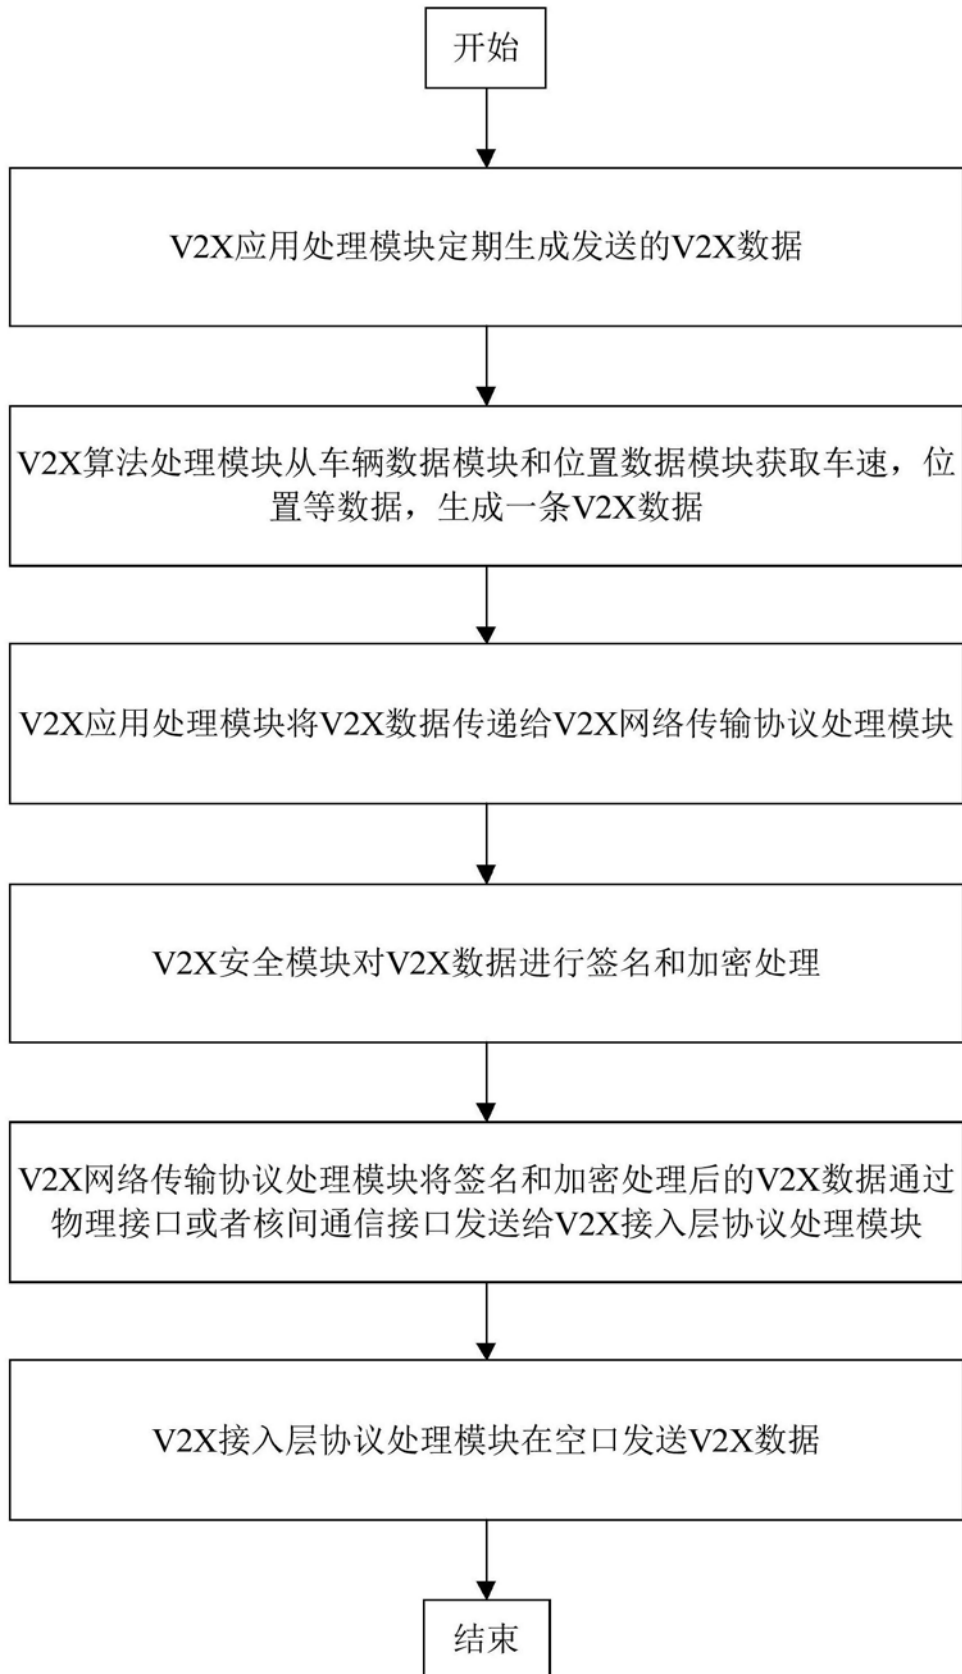 开始
V2X应用处理模块定期生成发送的V2X数据
V2X算法处理模块从车辆数据模块和位置数据模块获取车速，位
置等数据，生成一条V2X数据
V2X应用处理模块将V2X数据传递给V2X网络传输协议处理模块
V2X安全模块对V2X数据进行签名和加密处理
V2X网络传输协议处理模块将签名和加密处理后的V2X数据通过
物理接口或者核间通信接口发送给V2X接入层协议处理模块
V2X接入层协议处理模块在空口发送V2X数据
结束